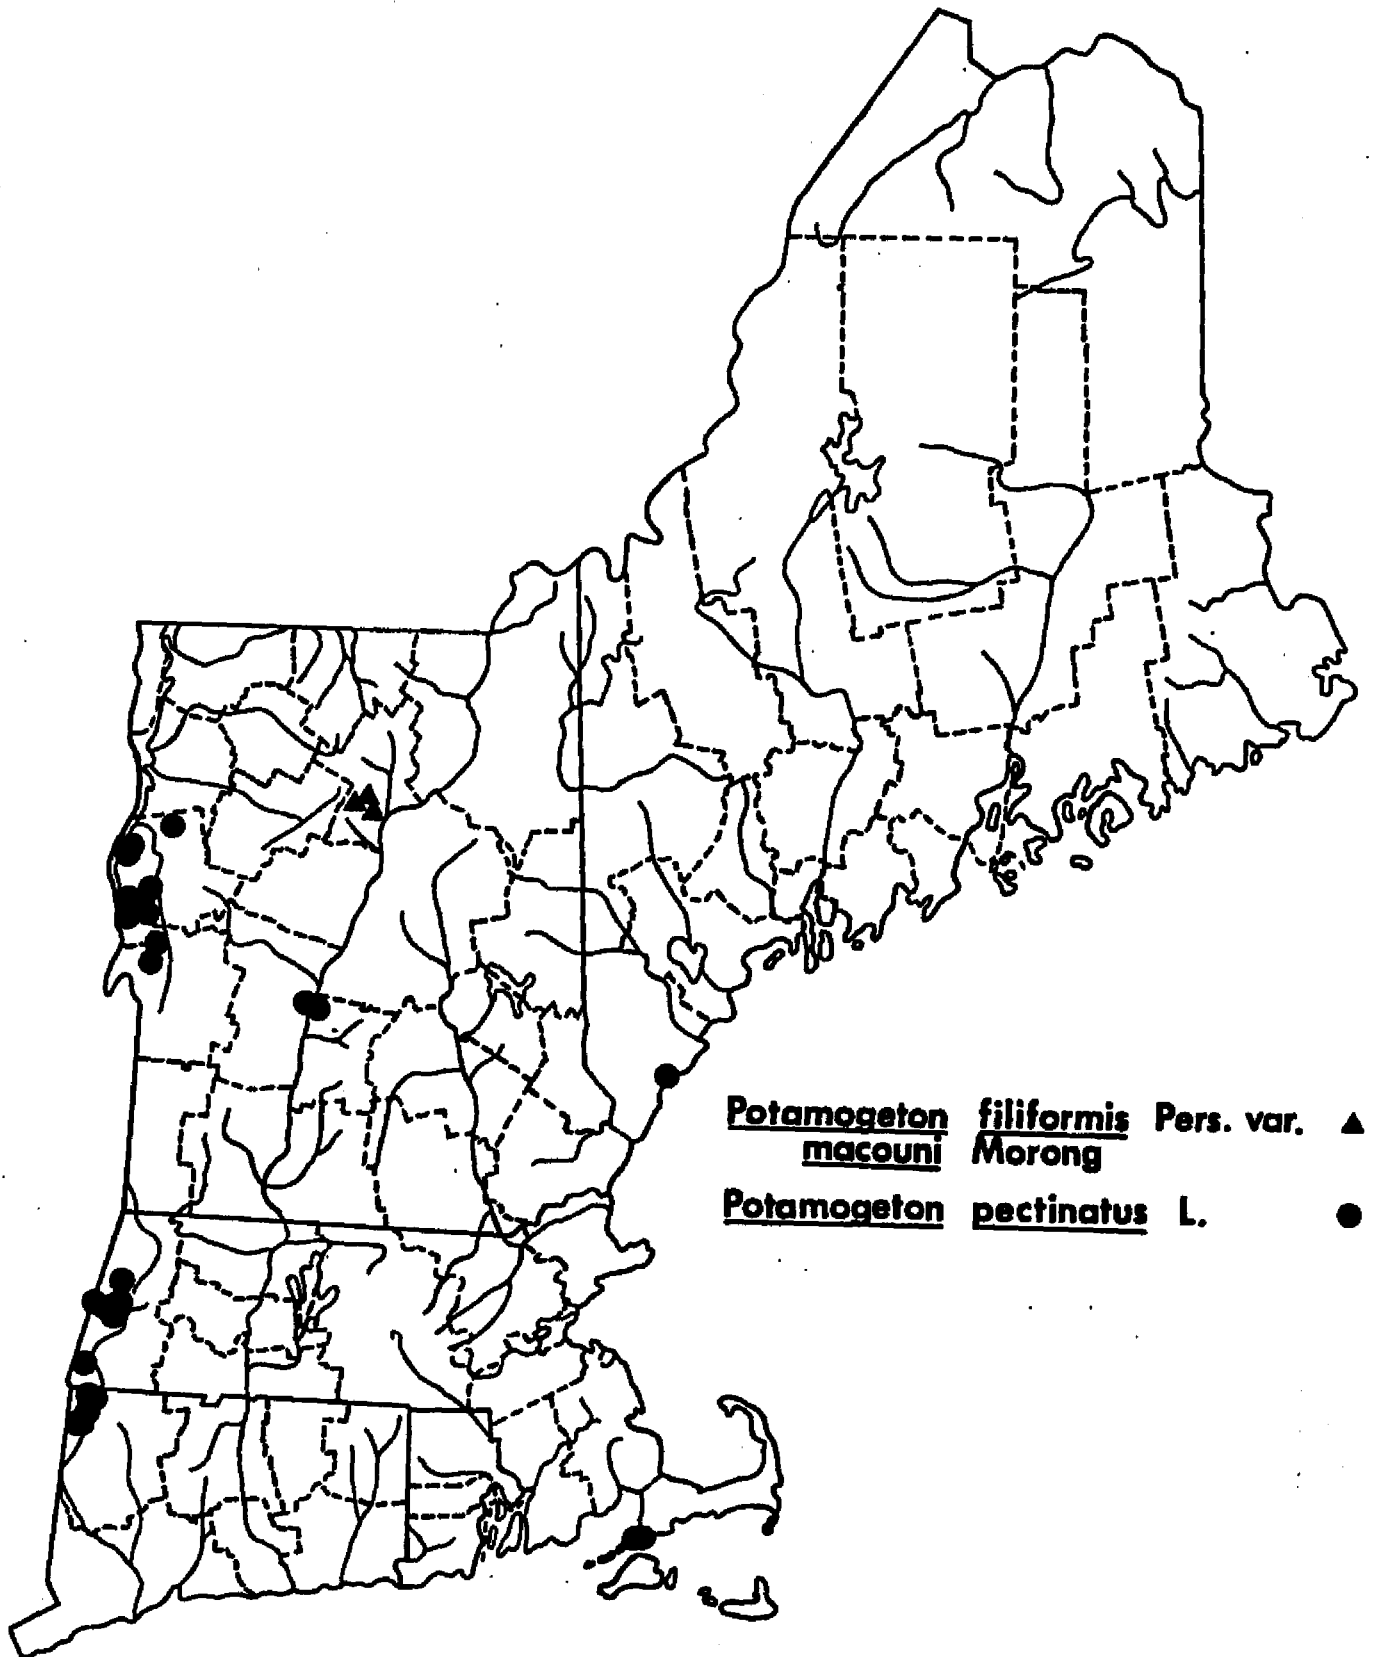 Potamogeton filiformis Pers. var. ▲
macouni Morong
Potamogeton pectinatus L. ●